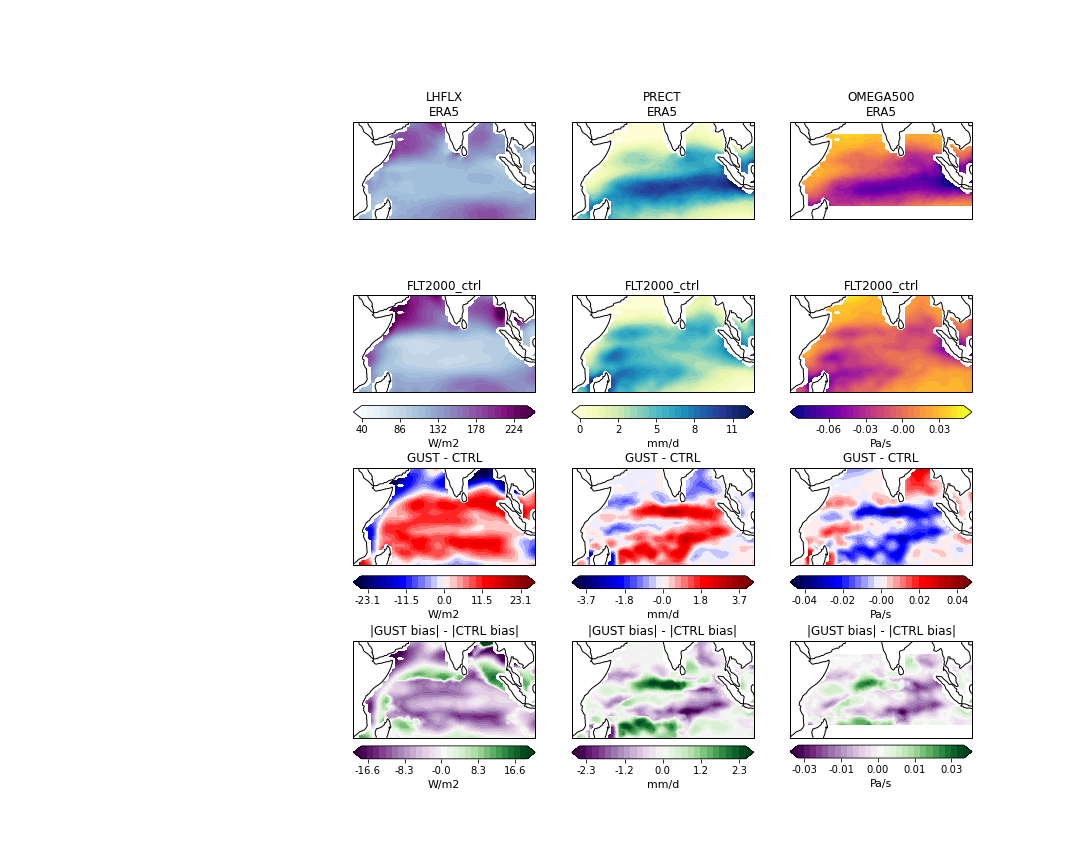 LHFLX PRECT OMEGA500
ERA5 ERA5 ERA5
FLT2000_ctrl FLT2000_ctrl FLT2000_ctrl
40 86 132 178 224 0 2 5 8 11 -0.06 -0.03 -0.00 0.03
W/m2 mm/d Pa/s
GUST - CTRL GUST - CTRL GUST - CTRL
-23.1 -11.5 0.0 11.5 23.1 -3.7 -1.8 -0.0 1.8 3.7 -0.04 -0.02 -0.00 0.02 0.04
W/m2 mm/d Pa/s
|GUST bias| - |CTRL bias| |GUST bias| - |CTRL bias| |GUST bias| - |CTRL bias|
-16.6 -8.3 -0.0 8.3 16.6 -2.3 -1.2 0.0 1.2 2.3 -0.03 -0.01 0.00 0.01 0.03
W/m2 mm/d Pa/s